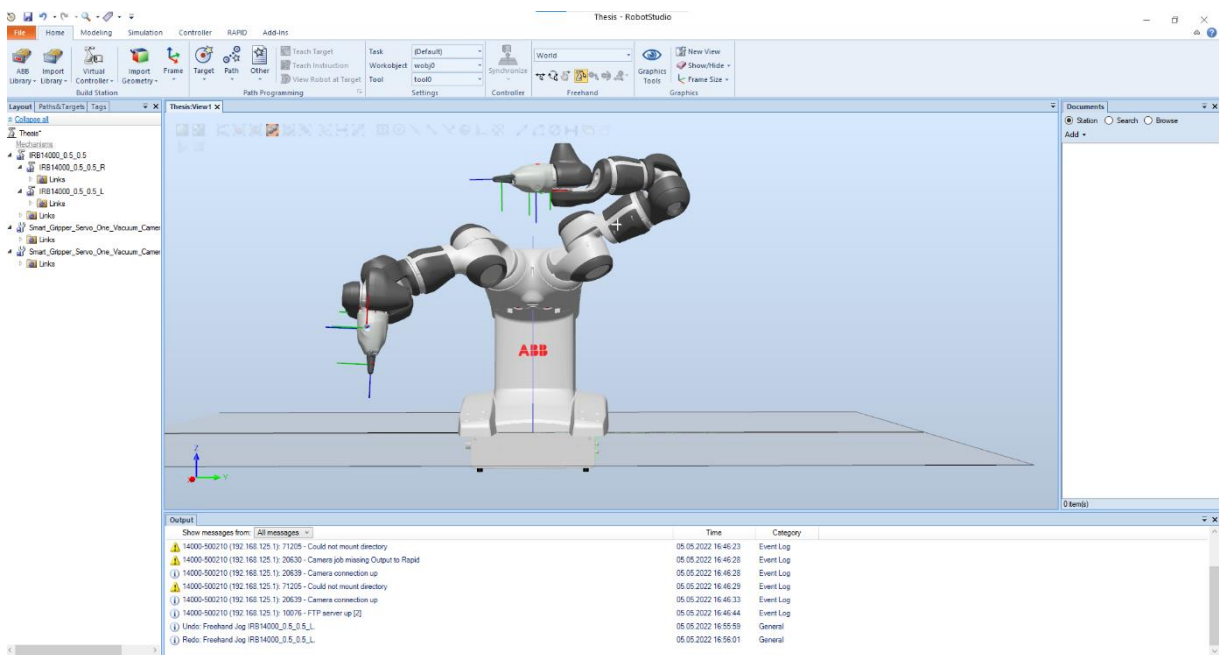 Thesis - RobotStudio
File Home Modeling Simulation Controller RAPID Add-Ins
ABB Library
Import Library
Virtual Controller
Import Geometry
Frame
Target
Path
Other
Teach Target
Teach Instruction
View Robot at Target
Task (Default)
Workobject wobj0
Tool tool0
Synchronize
World
Graphics Tools
New View
Show/Hide
Frame Size
Build Station Path Programming Settings Controller Freehand Graphics
Layout Paths&Targets Tags
Collapse all
Thesis*
Mechanisms
IRB14000_0.5_0.5
IRB14000_0.5_0.5_R
Links
IRB14000_0.5_0.5_L
Links
Links
Smart_Gripper_Servo_One_Vacuum_Camer
Links
Smart_Gripper_Servo_One_Vacuum_Camer
Links
Thesis:View1
ABB
Z
Y
Documents
Station Search Browse
Add
0 item(s)
Output
Show messages from: All messages Time Category
14000-500210 (192.168.125.1): 71205 - Could not mount directory 05.05.2022 16:46:23 Event Log
14000-500210 (192.168.125.1): 20630 - Camera job missing Output to Rapid 05.05.2022 16:46:28 Event Log
14000-500210 (192.168.125.1): 20639 - Camera connection up 05.05.2022 16:46:28 Event Log
14000-500210 (192.168.125.1): 71205 - Could not mount directory 05.05.2022 16:46:29 Event Log
14000-500210 (192.168.125.1): 20639 - Camera connection up 05.05.2022 16:46:33 Event Log
14000-500210 (192.168.125.1): 10076 - FTP server up [2] 05.05.2022 16:46:44 Event Log
Undo: Freehand Jog IRB14000_0.5_0.5_L. 05.05.2022 16:55:59 General
Redo: Freehand Jog IRB14000_0.5_0.5_L. 05.05.2022 16:56:01 General